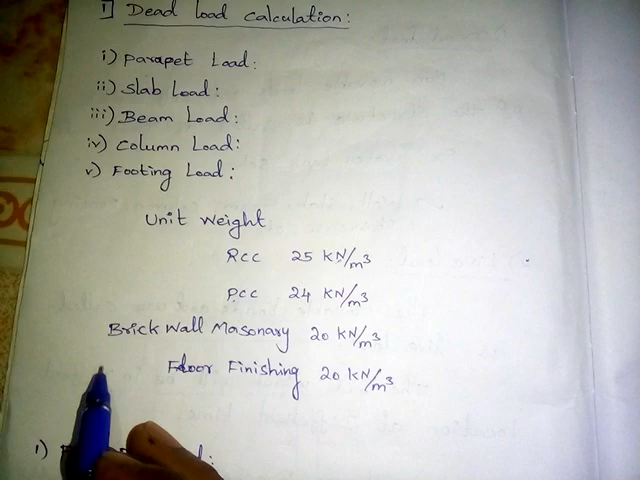 I] Dead Load Calculation:
i) Parapet Load:
ii) Slab Load:
iii) Beam Load:
iv) Column Load:
v) Footing Load:
Unit Weight
RCC 25 KN/m³
PCC 24 KN/m³
Brick Wall Masonary 20 KN/m³
Floor Finishing 20 KN/m³
i)